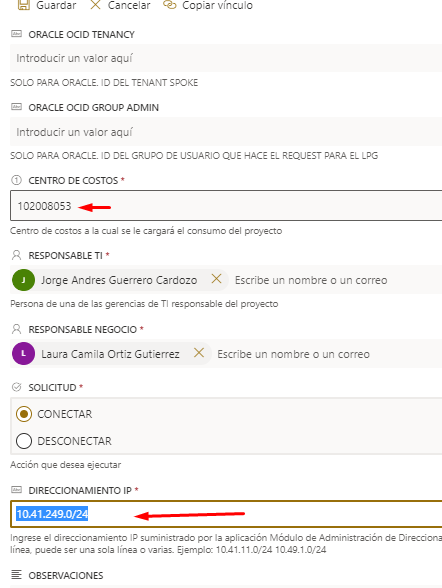 Guardar Cancelar Copiar vínculo
ORACLE OCID TENANCY
Introducir un valor aquí
SOLO PARA ORACLE. ID DEL TENANT SPOKE
ORACLE OCID GROUP ADMIN
Introducir un valor aquí
SOLO PARA ORACLE. ID DEL GRUPO DE USUARIO QUE HACE EL REQUEST PARA EL LPG
CENTRO DE COSTOS *
102008053
Centro de costos a la cual se le cargará el consumo del proyecto
RESPONSABLE TI *
J Jorge Andres Guerrero Cardozo Escribe un nombre o un correo
Persona de una de las gerencias de TI responsable del proyecto
RESPONSABLE NEGOCIO *
L Laura Camila Ortiz Gutierrez Escribe un nombre o un correo
SOLICITUD *
CONECTAR
DESCONECTAR
Acción que desea ejecutar
DIRECCIONAMIENTO IP *
10.41.249.0/24
Ingrese el direccionamiento IP suministrado por la aplicación Módulo de Administración de Direcciona
línea, puede ser una sola línea o varias. Ejemplo: 10.41.11.0/24 10.49.1.0/24
OBSERVACIONES